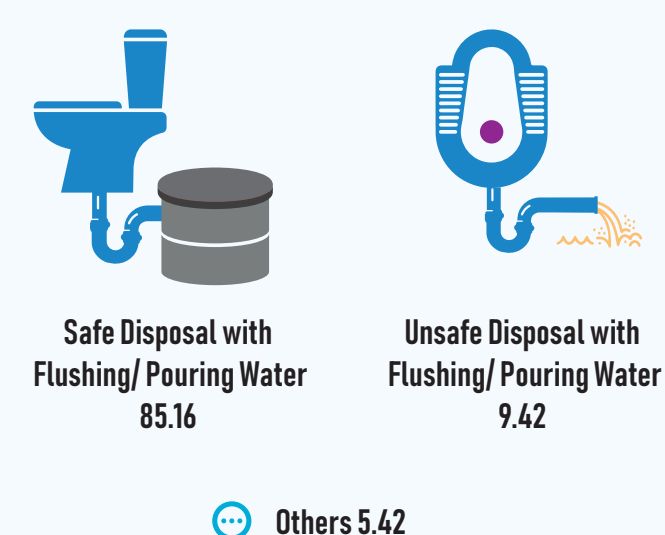 Safe Disposal with
Flushing/ Pouring Water
85.16
Unsafe Disposal with
Flushing/ Pouring Water
9.42
Others 5.42